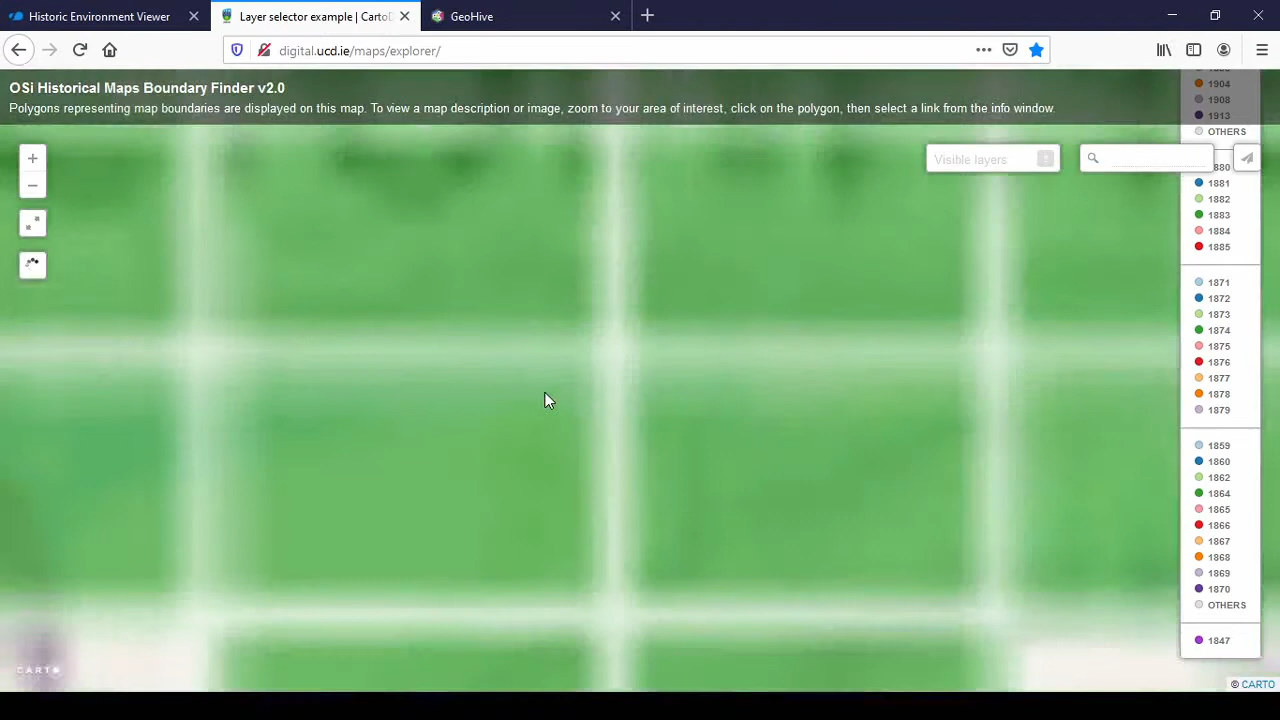 Historic Environment Viewer
Layer selector example | CartoD
GeoHive
digital.ucd.ie/maps/explorer/
OSi Historical Maps Boundary Finder v2.0
Polygons representing map boundaries are displayed on this map. To view a map description or image, zoom to your area of interest, click on the polygon, then select a link from the info window.
1904
1908
1913
OTHERS
Visible layers
880
1881
1882
1883
1884
1885
1871
1872
1873
1874
1875
1876
1877
1878
1879
1859
1860
1862
1864
1865
1866
1867
1868
1869
1870
OTHERS
1847
CARTO
© CARTO